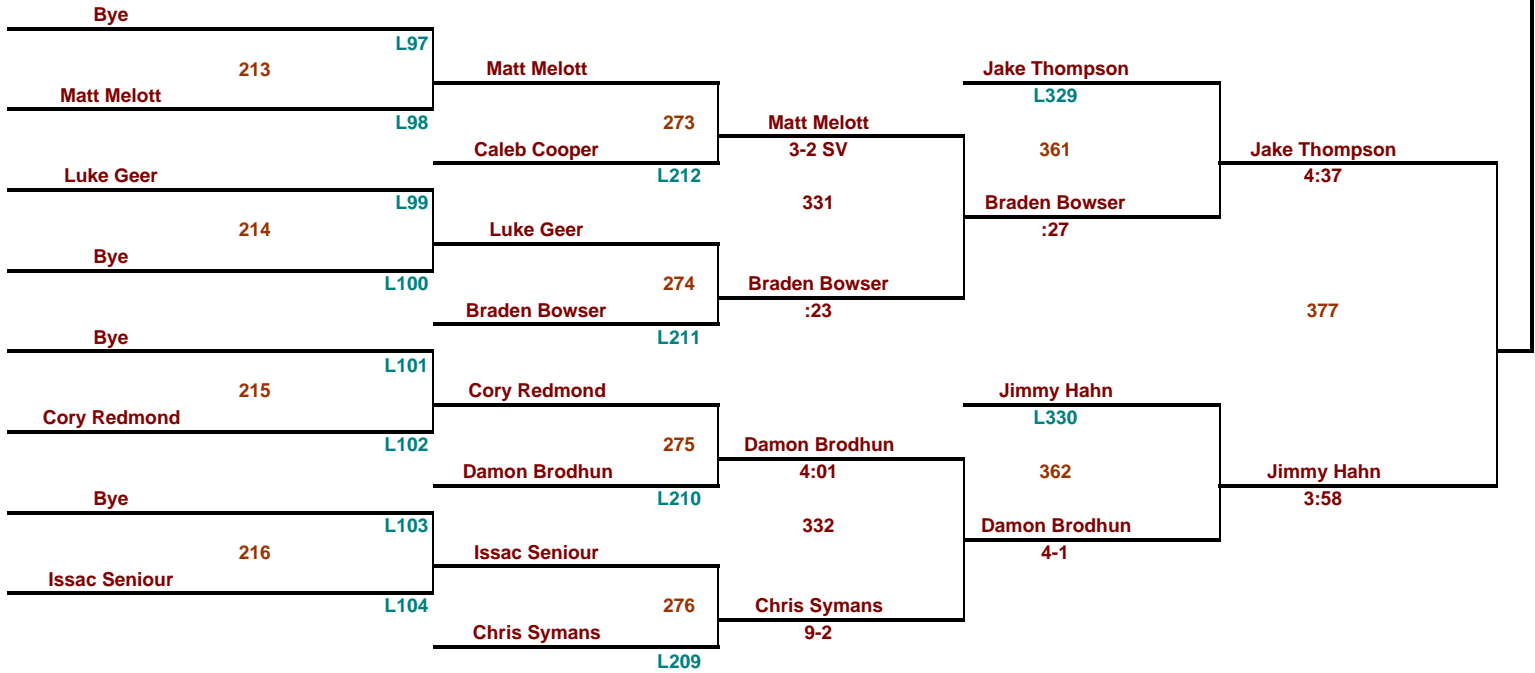 Bye
L97
213
Matt Melott
Jake Thompson
Matt Melott
L329
L98
273
Matt Melott
Caleb Cooper
3-2 SV
361
Jake Thompson
Luke Geer
L212
4:37
L99
331
Braden Bowser
214
Luke Geer
:27
Bye
L100
274
Braden Bowser
Braden Bowser
:23
377
Bye
L211
L101
215
Cory Redmond
Jimmy Hahn
Cory Redmond
L330
L102
275
Damon Brodhun
Damon Brodhun
4:01
362
Jimmy Hahn
Bye
L210
3:58
L103
332
Damon Brodhun
216
Issac Seniour
4-1
Issac Seniour
L104
276
Chris Symans
Chris Symans
9-2
L209